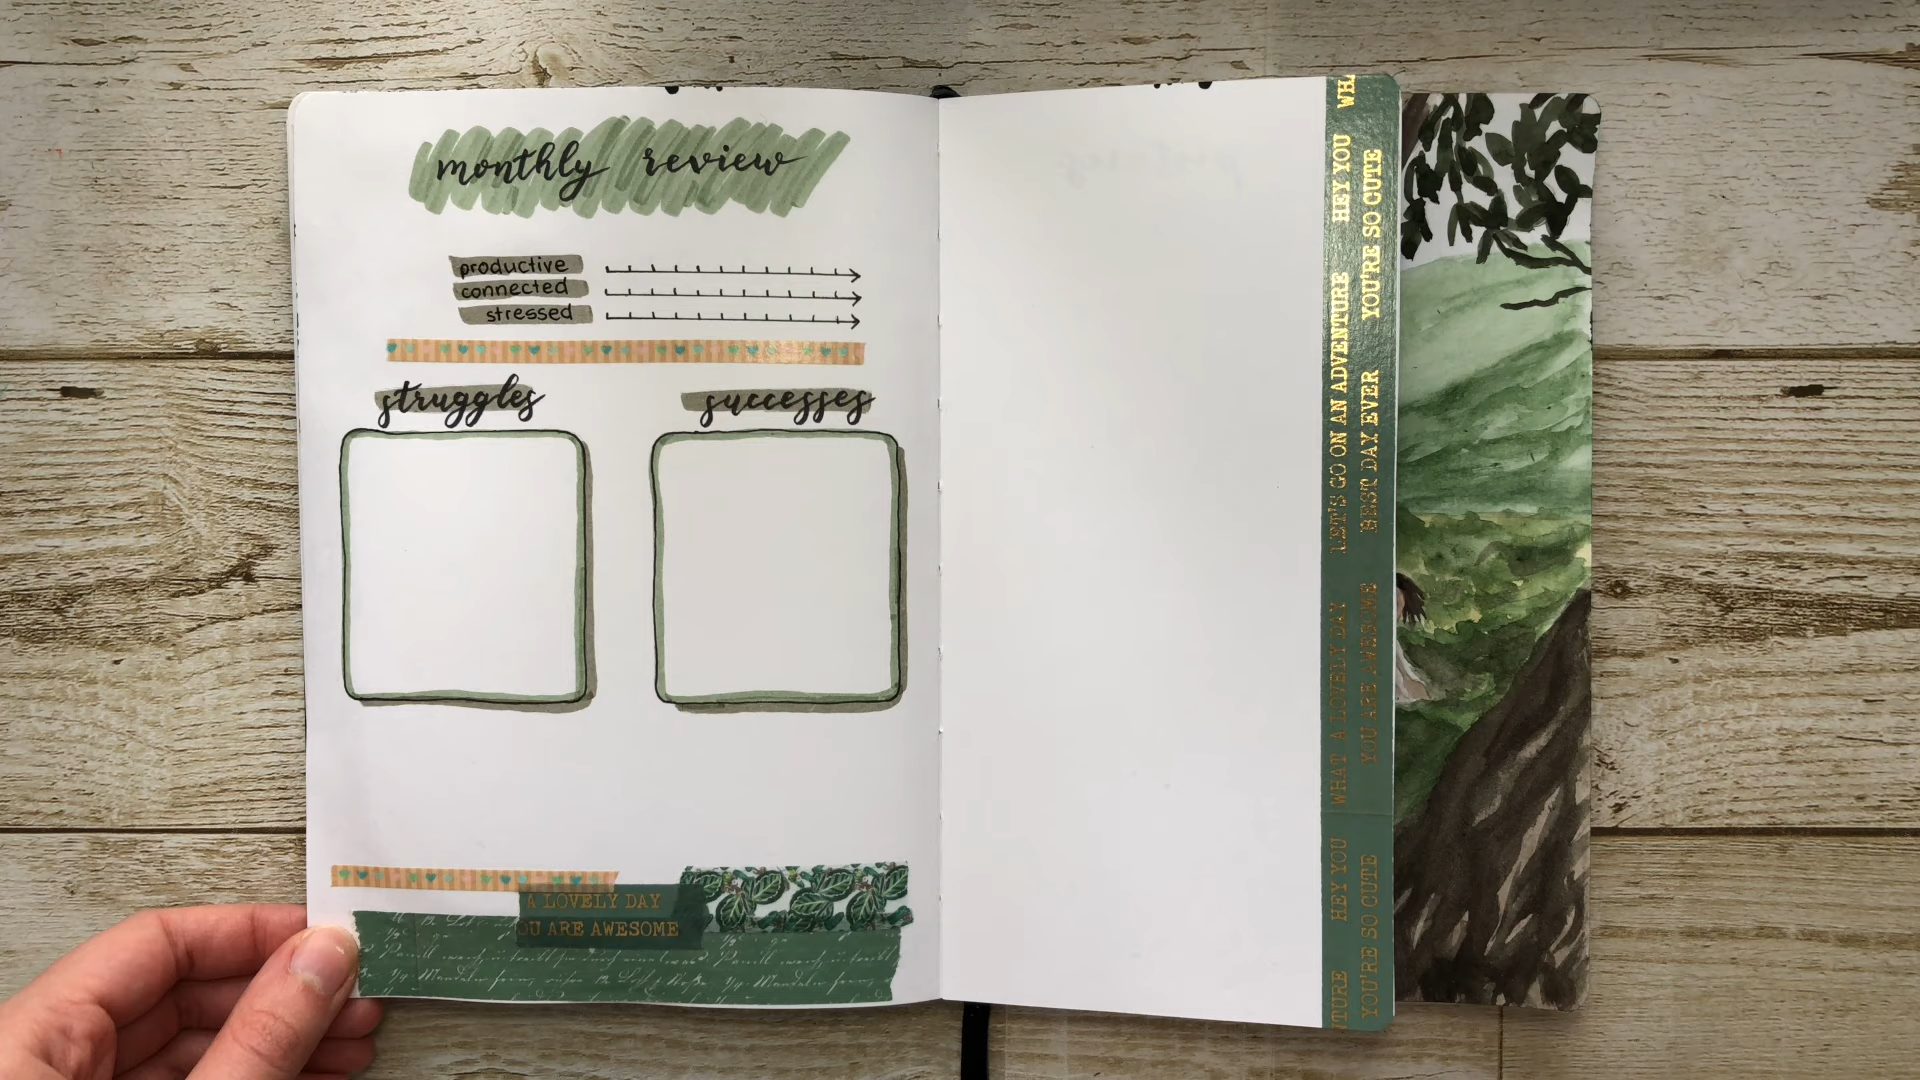 monthly review
productive
connected
stressed
struggles
successes
A LOVELY DAY
OU ARE AWESOME
HEY YOU WHAT A LOVELY DAY LET'S GO ON AN ADVENTURE HEY YOU
YOU'RE SO CUTE YOU ARE AWESOME BEST DAY EVER YOU'RE SO CUTE